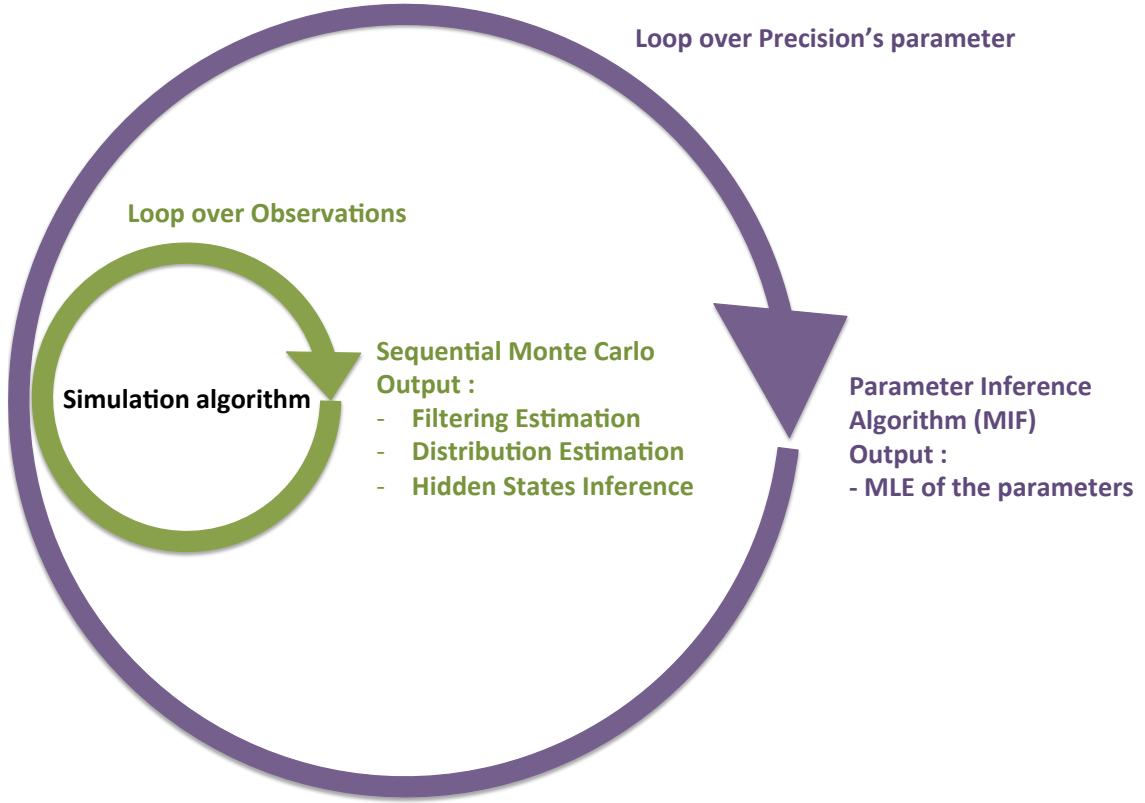 Loop over Precision’s parameter
Loop over Observations
Simulation algorithm
Sequential Monte Carlo
Output :
- Filtering Estimation
- Distribution Estimation
- Hidden States Inference
Parameter Inference
Algorithm (MIF)
Output :
- MLE of the parameters